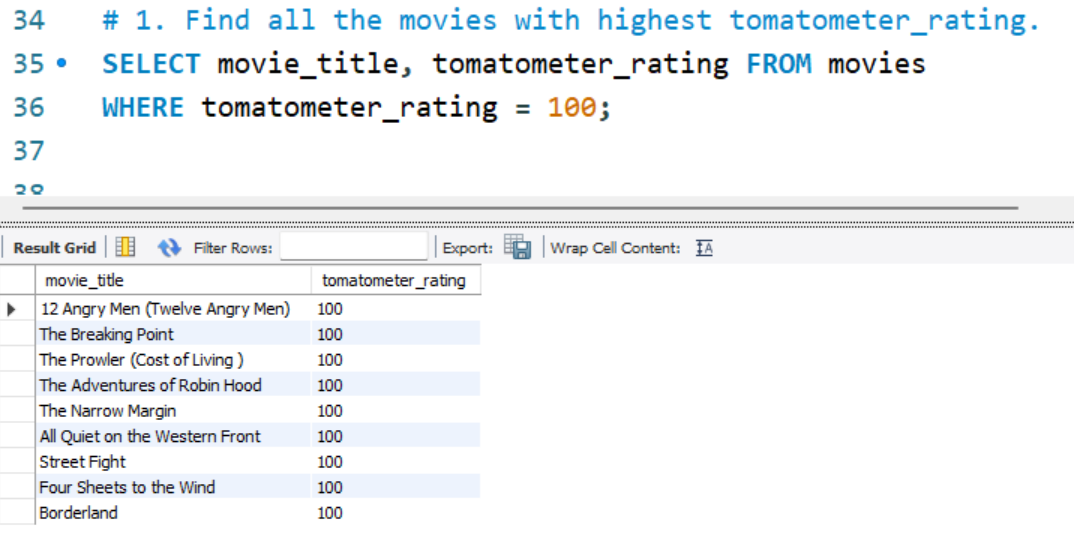 34 # 1. Find all the movies with highest tomatometer_rating.
35 SELECT movie_title, tomatometer_rating FROM movies
36 WHERE tomatometer_rating = 100;
37
38
Result Grid Filter Rows: Export: Wrap Cell Content: IA
movie_title tomatometer_rating
12 Angry Men (Twelve Angry Men) 100
The Breaking Point 100
The Prowler (Cost of Living ) 100
The Adventures of Robin Hood 100
The Narrow Margin 100
All Quiet on the Western Front 100
Street Fight 100
Four Sheets to the Wind 100
Borderland 100